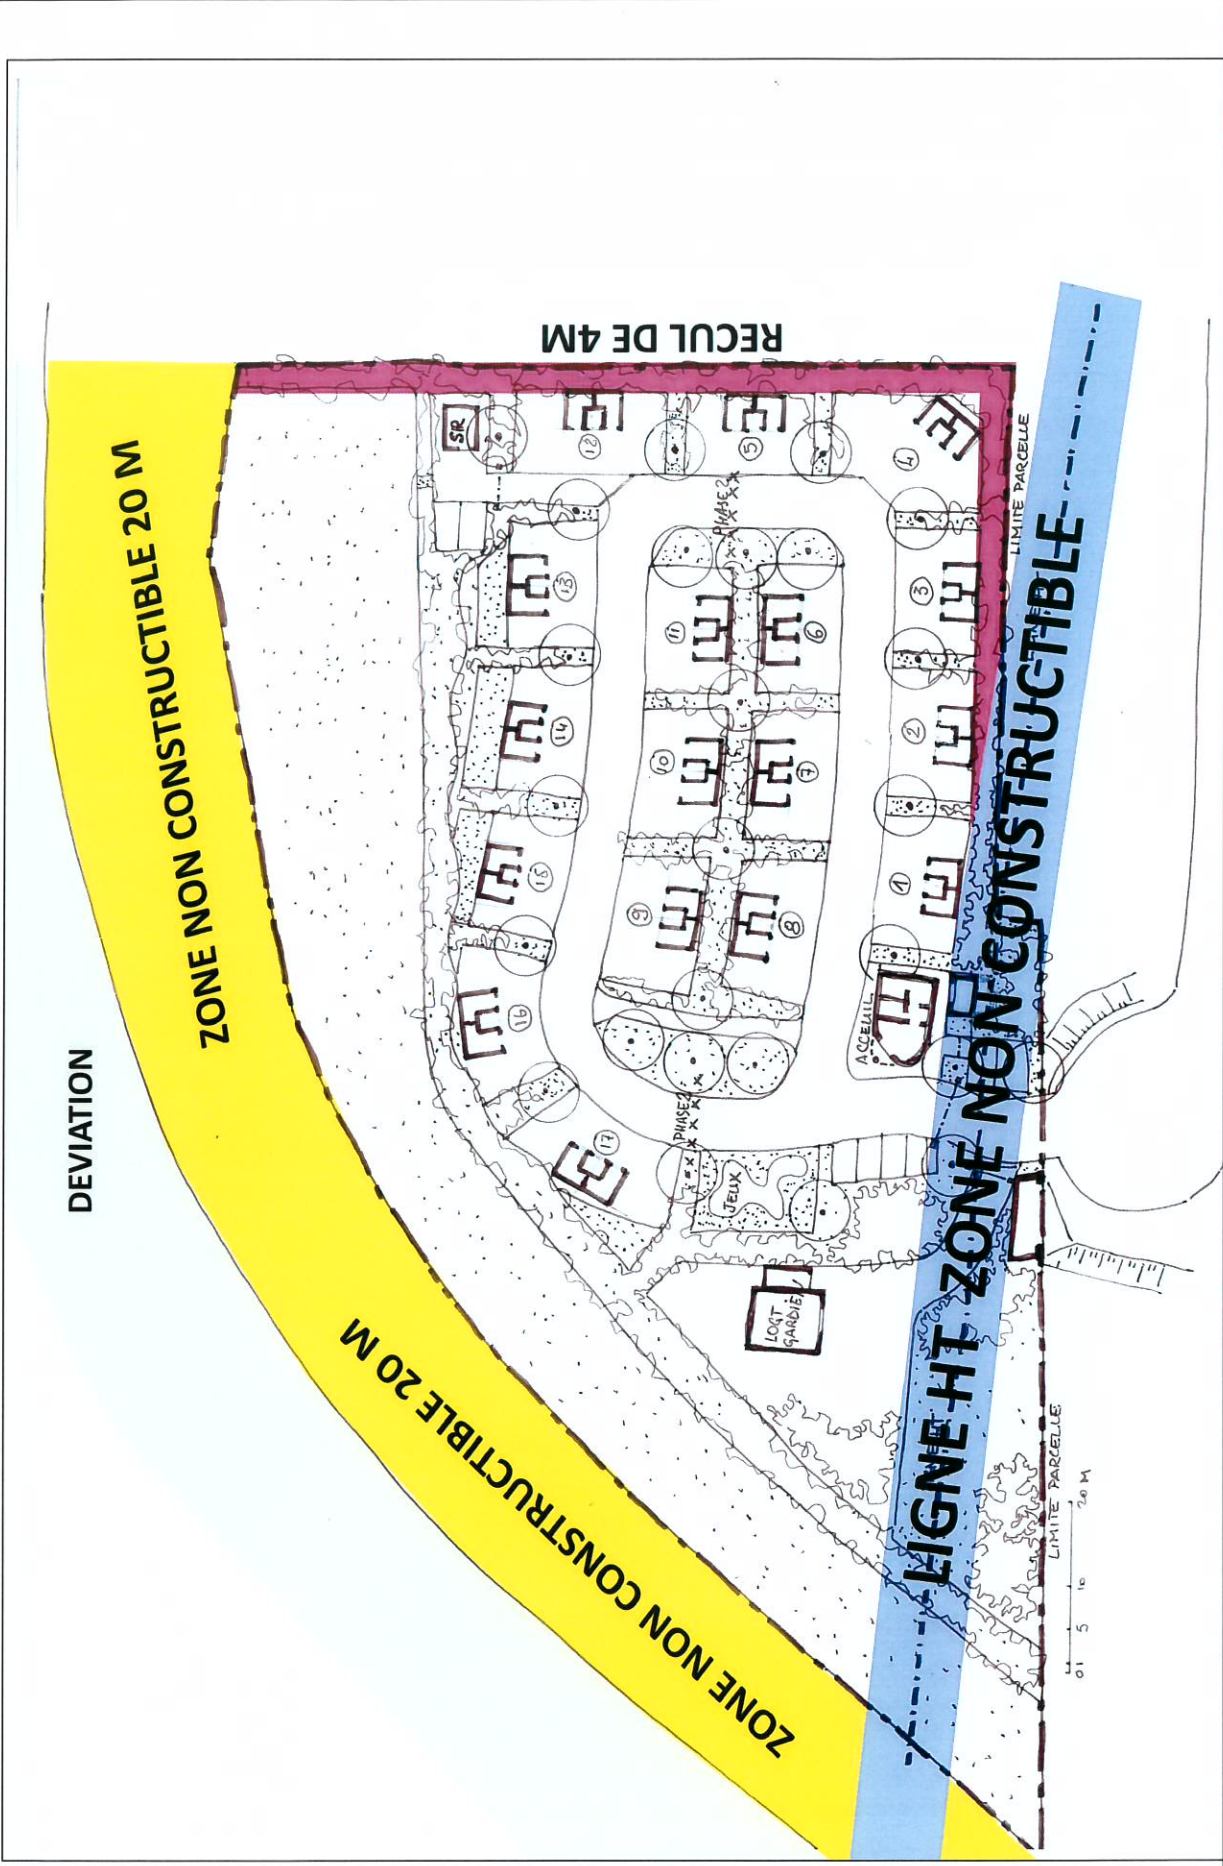 DEVIATION
ZONE NON CONSTRUCTIBLE 20 M
ZONE NON CONSTRUCTIBLE 20 M
RECUL DE 4M
LIGNE HT ZONE NON CONSTRUCTIBLE
LIMITE PARCELLE
LIMITE PARCELLE
SR
12
5
4
PHASE 2
13
3
11
6
14
2
10
7
15
1
9
8
16
ACCEUIL
17
PHASE 2
JEUX
LOGT
GARDIEN
0 1 5 10 20 M